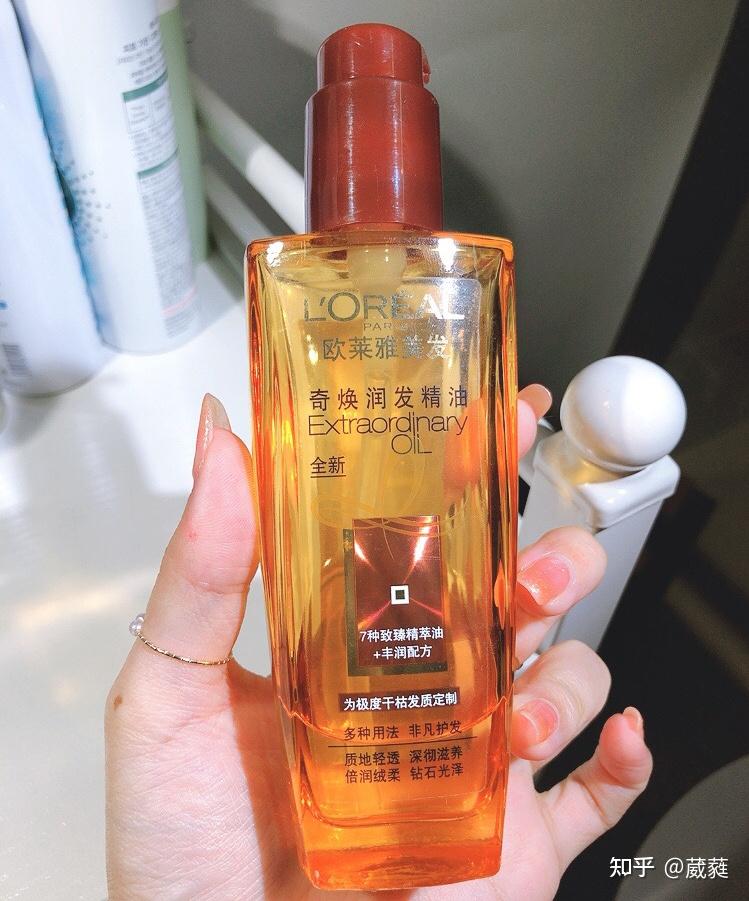 L'ORÉAL
PARIS
欧莱雅美发
奇焕润发精油
Extraordinary
OIL
全新
7种致臻精萃油
+丰润配方
为极度干枯发质定制
多种用法 非凡护发
质地轻透 深彻滋养
倍润绒柔 钻石光泽
知乎 @葳蕤